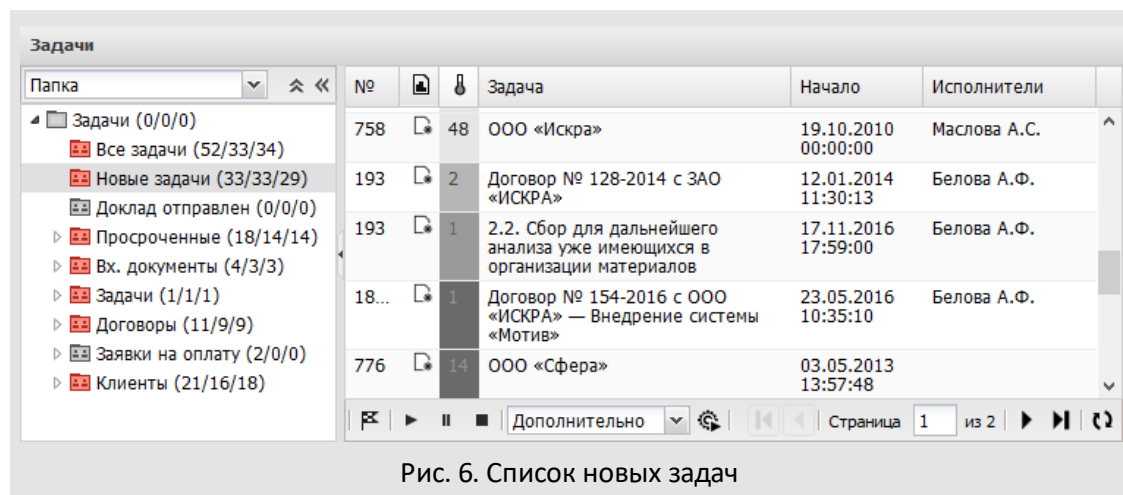 Задачи
Папка
Задачи (0/0/0)
Все задачи (52/33/34)
Новые задачи (33/33/29)
Доклад отправлен (0/0/0)
Просроченные (18/14/14)
Вх. документы (4/3/3)
Задачи (1/1/1)
Договоры (11/9/9)
Заявки на оплату (2/0/0)
Клиенты (21/16/18)
№ Задача Начало Исполнители
758 48 ООО «Искра» 19.10.2010 Маслова А.С.
00:00:00
193 2 Договор № 128-2014 с ЗАО 12.01.2014 Белова А.Ф.
«ИСКРА» 11:30:13
193 1 2.2. Сбор для дальнейшего 17.11.2016 Белова А.Ф.
анализа уже имеющихся в 17:59:00
организации материалов
18... 1 Договор № 154-2016 с ООО 23.05.2016 Белова А.Ф.
«ИСКРА» — Внедрение системы 10:35:10
«Мотив»
776 14 ООО «Сфера» 03.05.2013
13:57:48
Дополнительно Страница 1 из 2
Рис. 6. Список новых задач